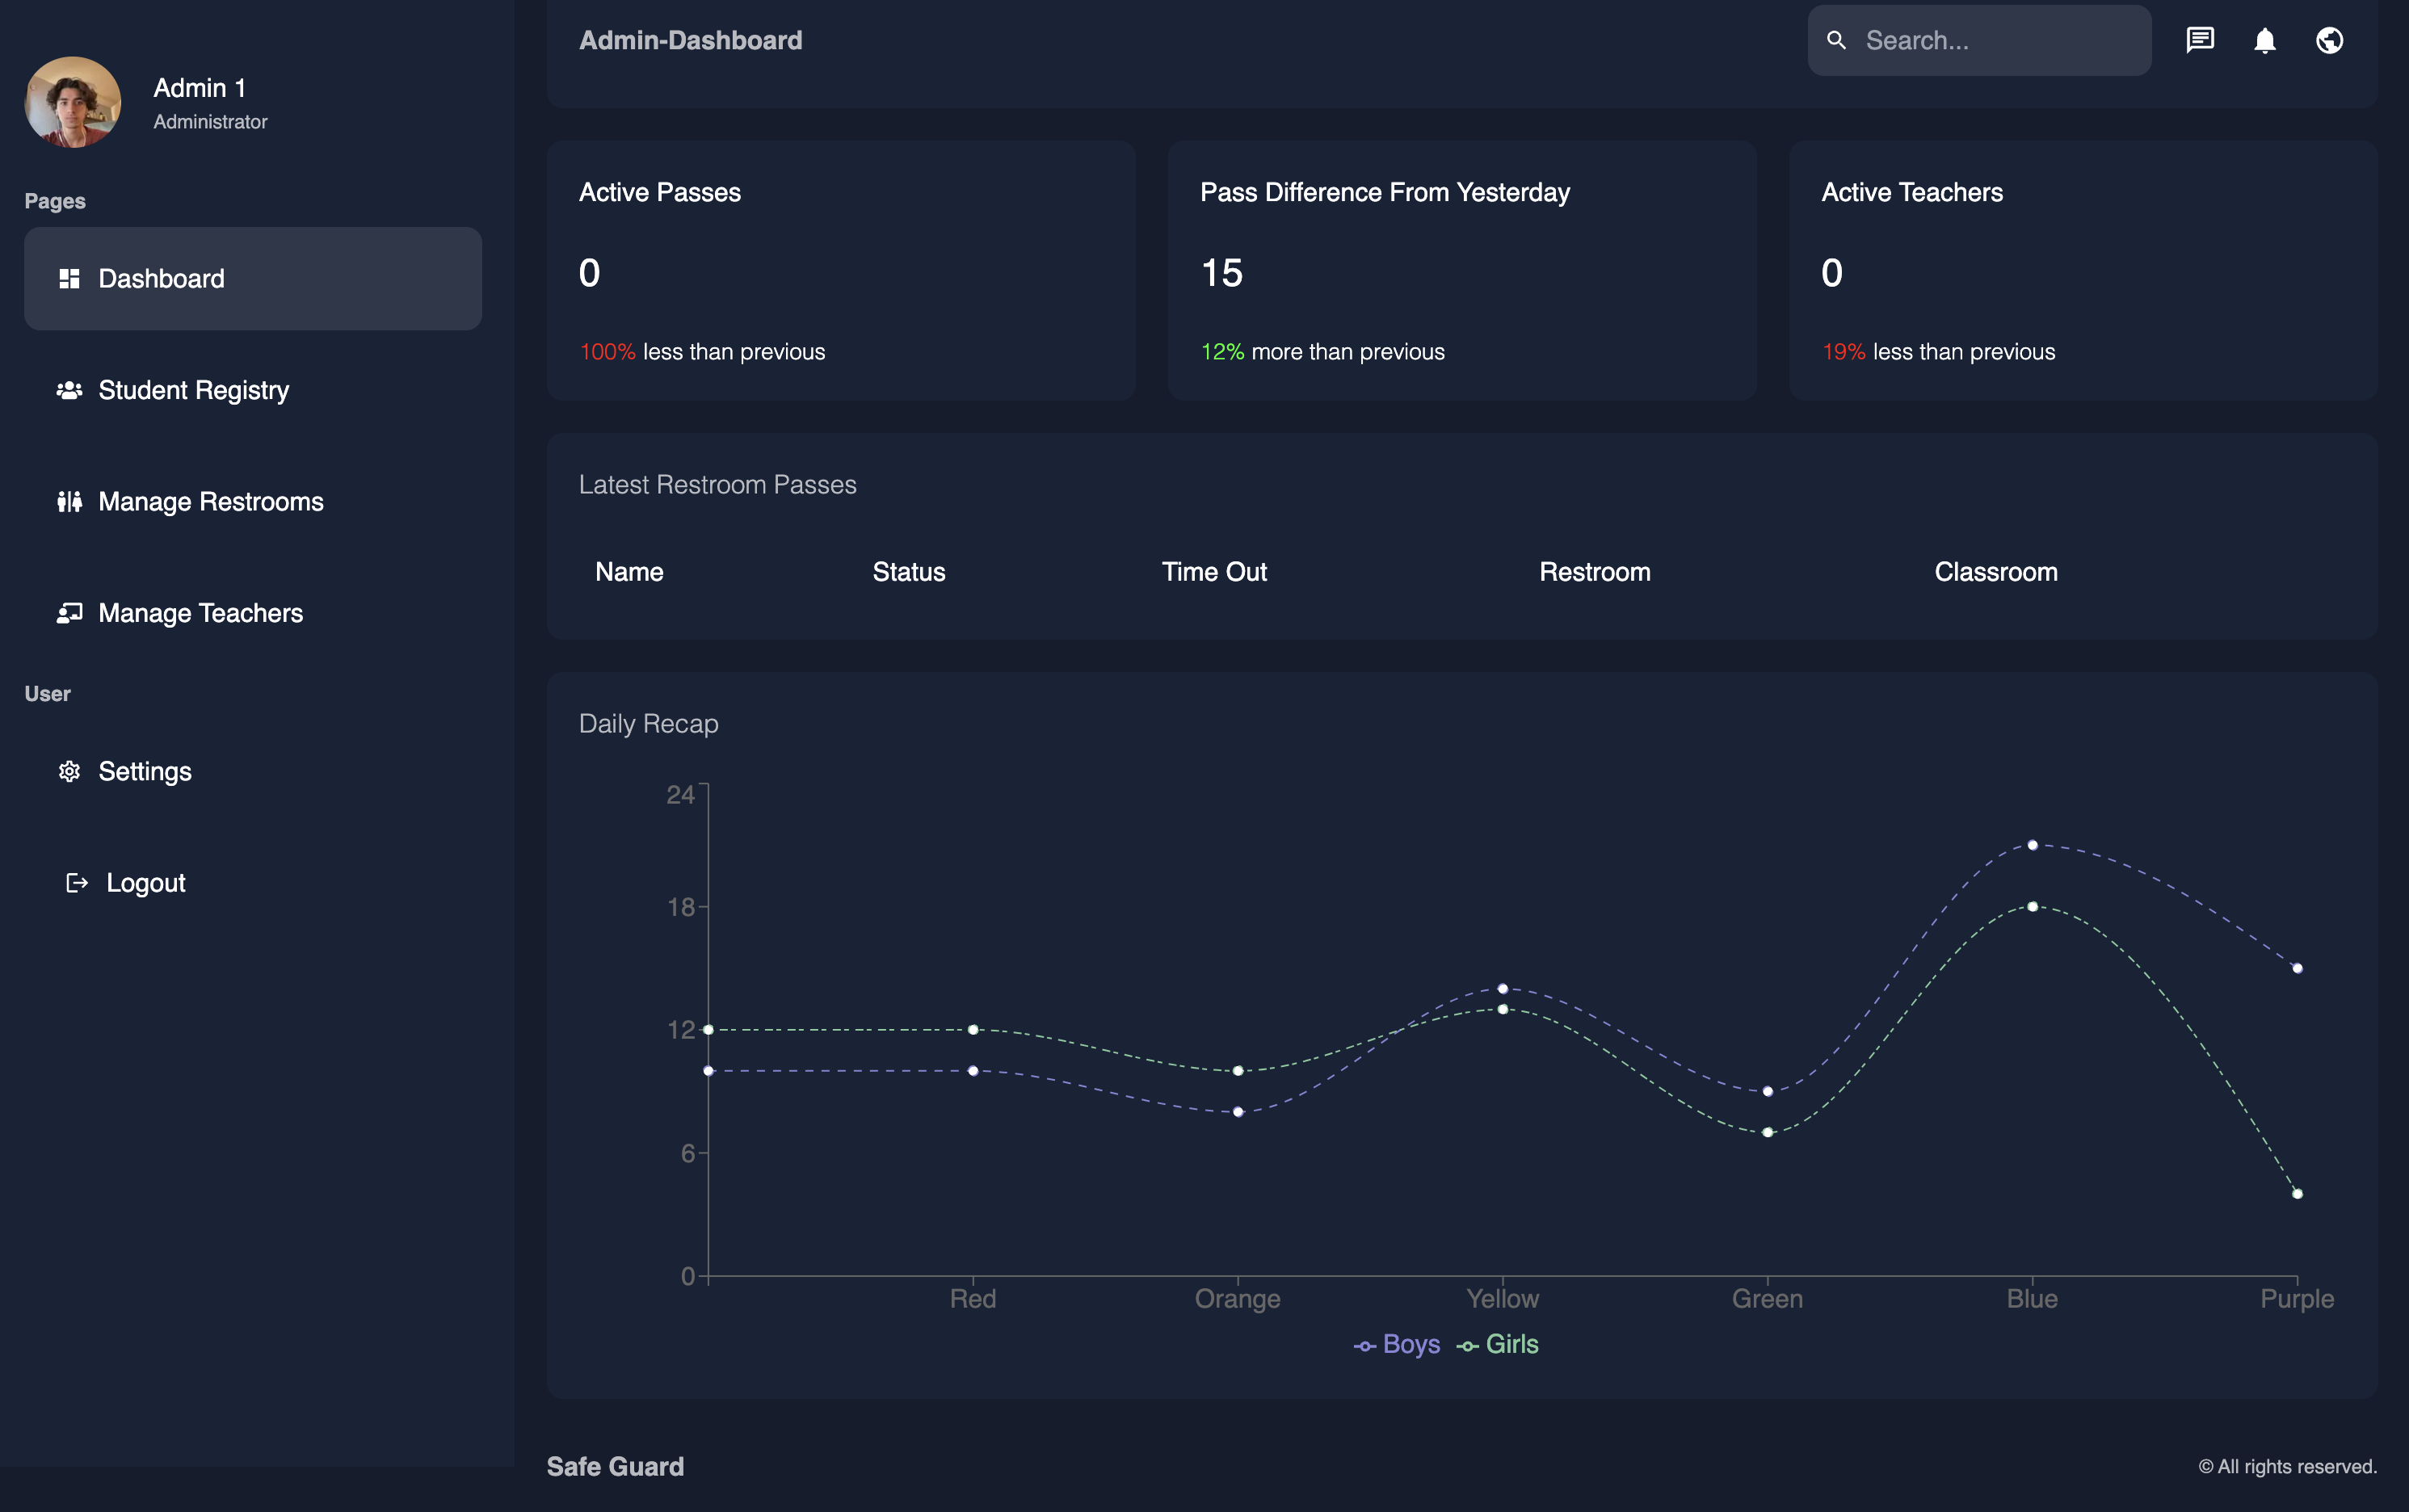 Admin 1
Administrator
Pages
Dashboard
Student Registry
Manage Restrooms
Manage Teachers
User
Settings
Logout
Admin-Dashboard
Search...
Active Passes
0
100% less than previous
Pass Difference From Yesterday
15
12% more than previous
Active Teachers
0
19% less than previous
Latest Restroom Passes
Name Status Time Out Restroom Classroom
Daily Recap
24
18
12
6
0
Red Orange Yellow Green Blue Purple
Boys Girls
Safe Guard
© All rights reserved.